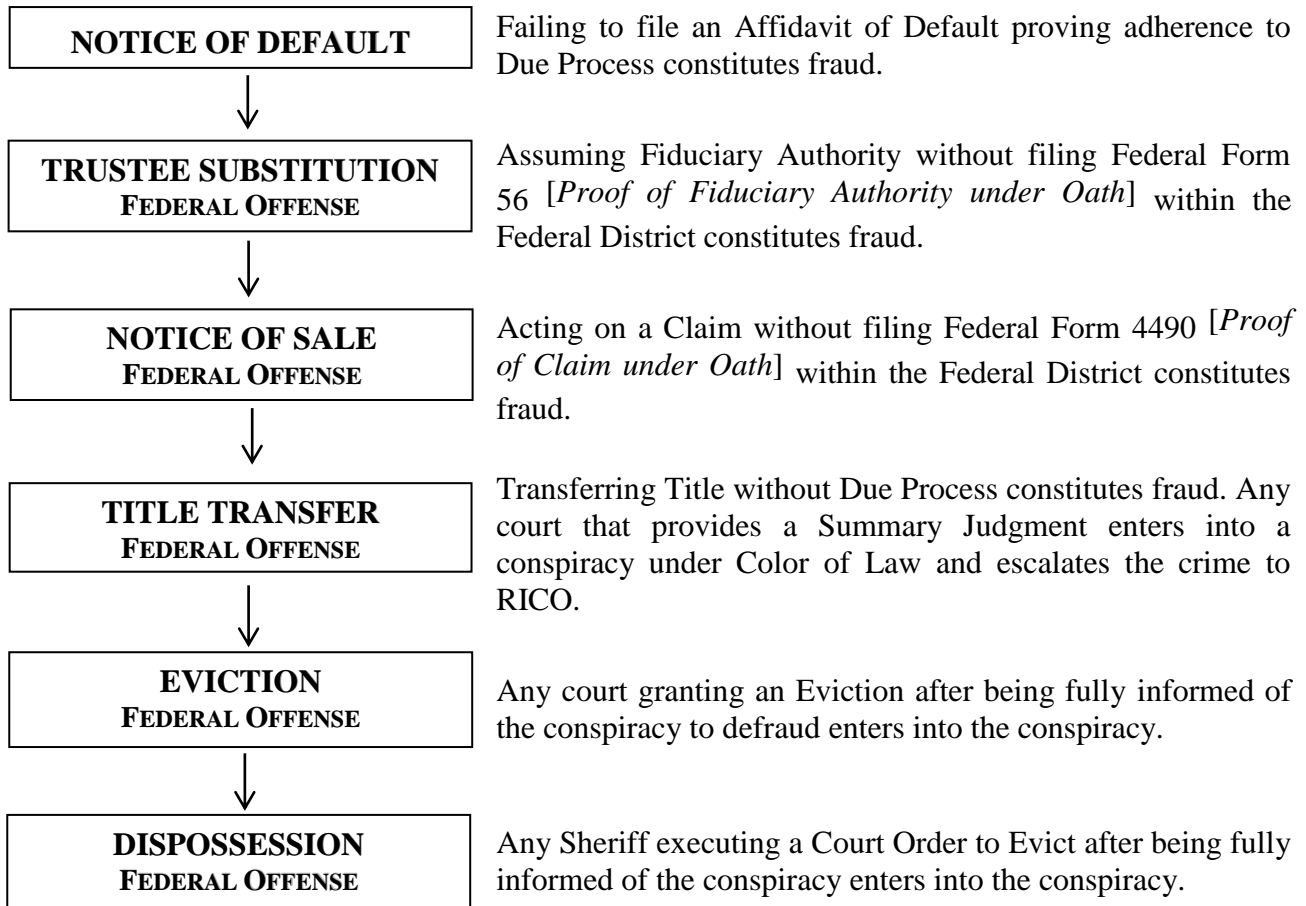 NOTICE OF DEFAULT
Failing to file an Affidavit of Default proving adherence to
Due Process constitutes fraud.
TRUSTEE SUBSTITUTION
FEDERAL OFFENSE
Assuming Fiduciary Authority without filing Federal Form
56 [Proof of Fiduciary Authority under Oath] within the
Federal District constitutes fraud.
NOTICE OF SALE
FEDERAL OFFENSE
Acting on a Claim without filing Federal Form 4490 [Proof
of Claim under Oath] within the Federal District constitutes
fraud.
TITLE TRANSFER
FEDERAL OFFENSE
Transferring Title without Due Process constitutes fraud. Any
court that provides a Summary Judgment enters into a
conspiracy under Color of Law and escalates the crime to
RICO.
EVICTION
FEDERAL OFFENSE
Any court granting an Eviction after being fully informed of
the conspiracy to defraud enters into the conspiracy.
DISPOSSESSION
FEDERAL OFFENSE
Any Sheriff executing a Court Order to Evict after being fully
informed of the conspiracy enters into the conspiracy.